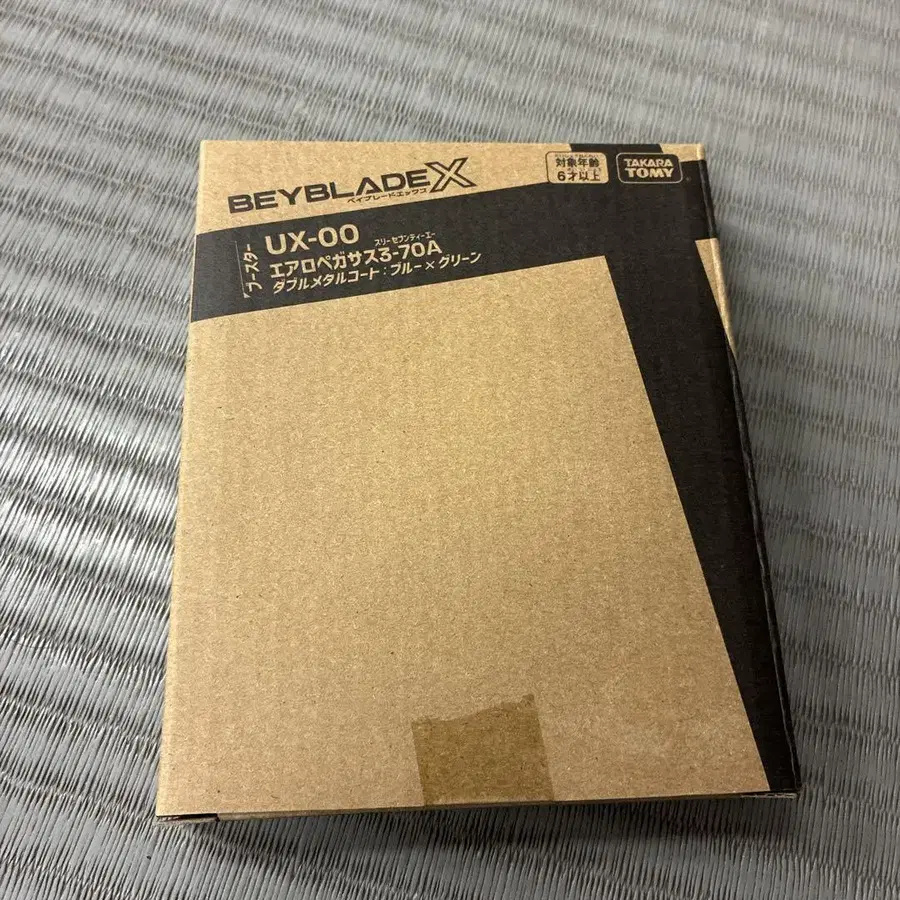 BEYBLADE X
ベイブレードエックス
対象年齢
6才以上
TAKARA
TOMY
ブースター
UX-00
スリーセブンティーエー
エアロペガサス3-70A
ダブルメタルコート:ブルー×グリーン